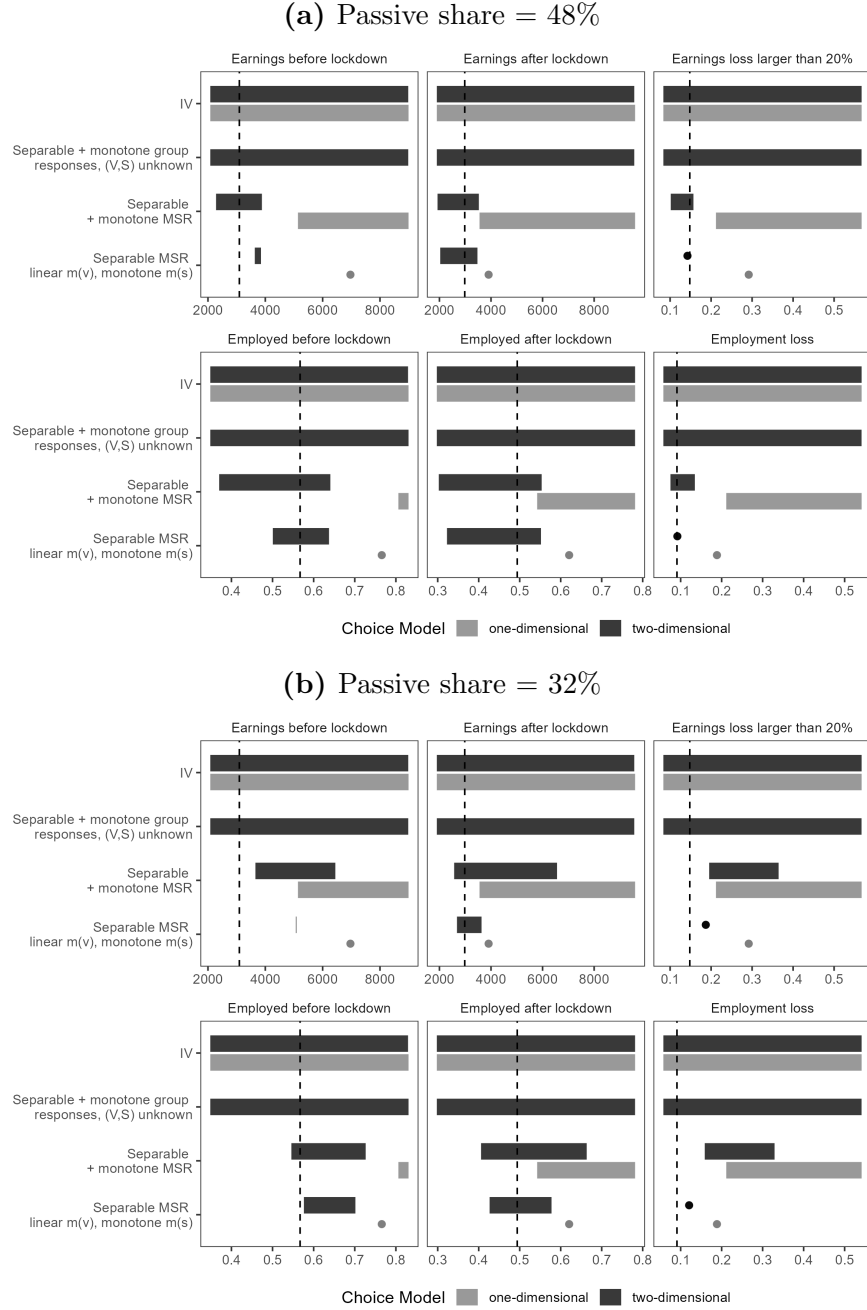 (a) Passive share = 48%
Earnings before lockdown
Earnings after lockdown
Earnings loss larger than 20%
IV
Separable + monotone group
responses, (V,S) unknown
Separable
+ monotone MSR
Separable MSR
linear m(v), monotone m(s)
2000 4000 6000 8000
2000 4000 6000 8000
0.1 0.2 0.3 0.4 0.5
Employed before lockdown
Employed after lockdown
Employment loss
IV
Separable + monotone group
responses, (V,S) unknown
Separable
+ monotone MSR
Separable MSR
linear m(v), monotone m(s)
0.4 0.5 0.6 0.7 0.8
0.3 0.4 0.5 0.6 0.7 0.8
0.1 0.2 0.3 0.4 0.5
Choice Model one-dimensional two-dimensional
(b) Passive share = 32%
Earnings before lockdown
Earnings after lockdown
Earnings loss larger than 20%
IV
Separable + monotone group
responses, (V,S) unknown
Separable
+ monotone MSR
Separable MSR
linear m(v), monotone m(s)
2000 4000 6000 8000
2000 4000 6000 8000
0.1 0.2 0.3 0.4 0.5
Employed before lockdown
Employed after lockdown
Employment loss
IV
Separable + monotone group
responses, (V,S) unknown
Separable
+ monotone MSR
Separable MSR
linear m(v), monotone m(s)
0.4 0.5 0.6 0.7 0.8
0.3 0.4 0.5 0.6 0.7 0.8
0.1 0.2 0.3 0.4 0.5
Choice Model one-dimensional two-dimensional